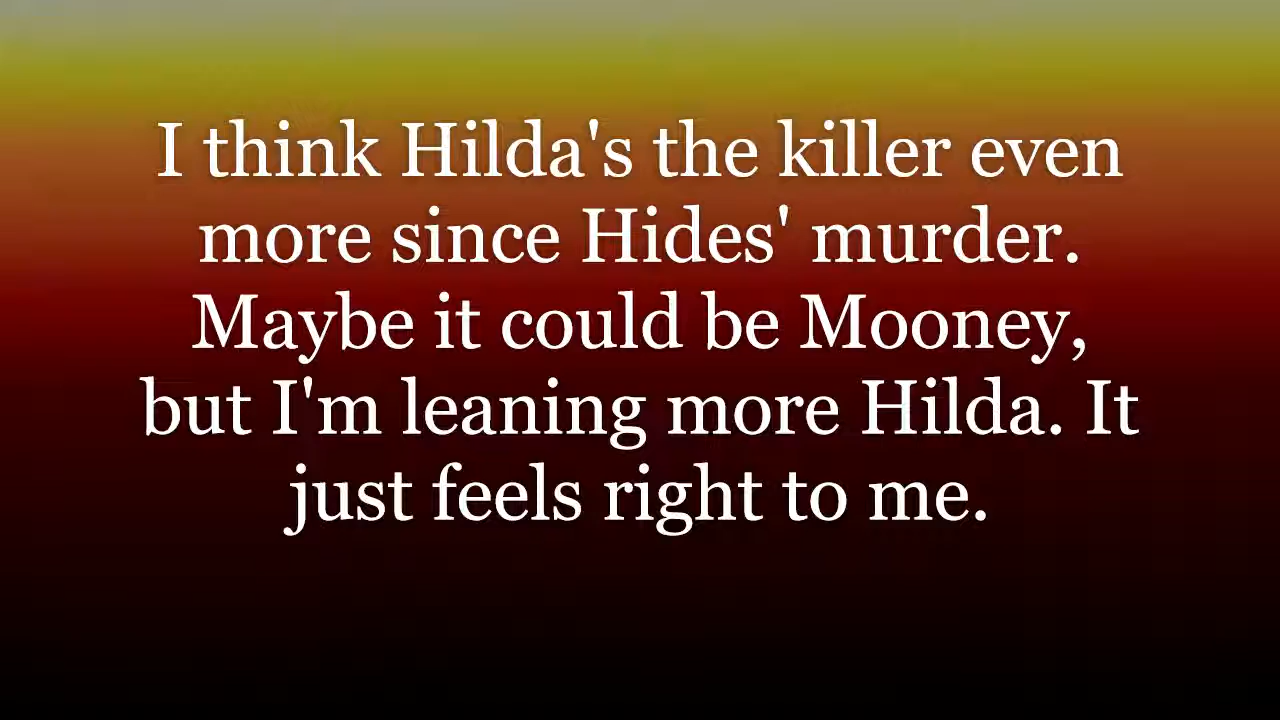 I think Hilda's the killer even
more since Hides' murder.
Maybe it could be Mooney,
but I'm leaning more Hilda. It
just feels right to me.